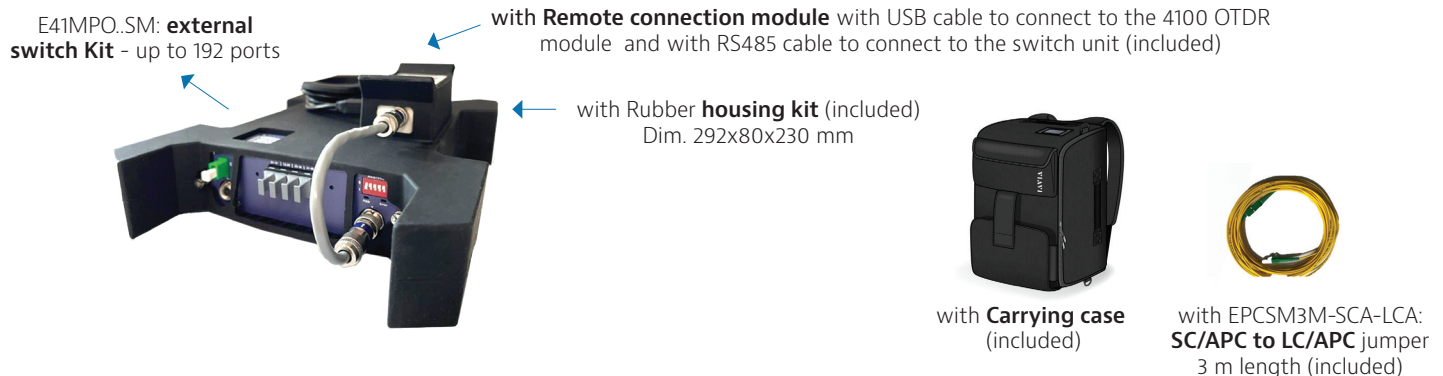 E41MPO..SM: external
switch Kit - up to 192 ports
with Remote connection module with USB cable to connect to the 4100 OTDR
module and with RS485 cable to connect to the switch unit (included)
with Rubber housing kit (included)
Dim. 292x80x230 mm
VIAVI
with Carrying case
(included)
with EPCSM3M-SCA-LCA:
SC/APC to LC/APC jumper
3 m length (included)